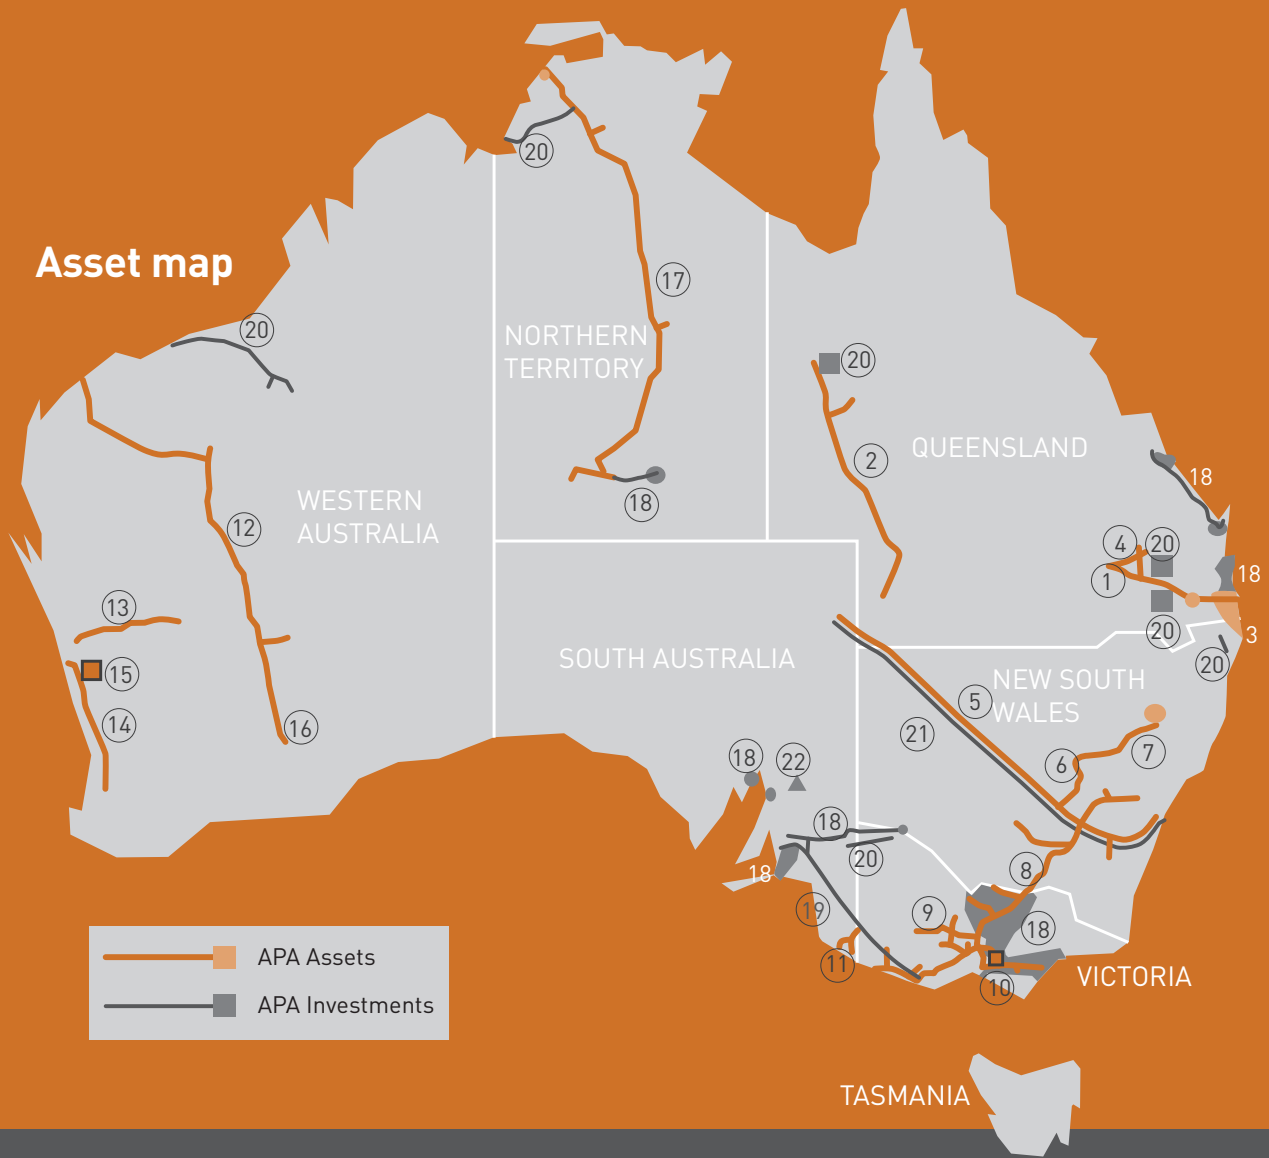 20
Asset map
17
20
NORTHERN
TERRITORY
20
QUEENSLAND
2
18
WESTERN
AUSTRALIA
18
12
4
20
18
1
13
20
3
SOUTH AUSTRALIA
20
15
NEW SOUTH
WALES
5
14
16
21
7
6
18
22
18
20
18
8
19
9
18
11
10
VICTORIA
APA Assets
APA Investments
TASMANIA